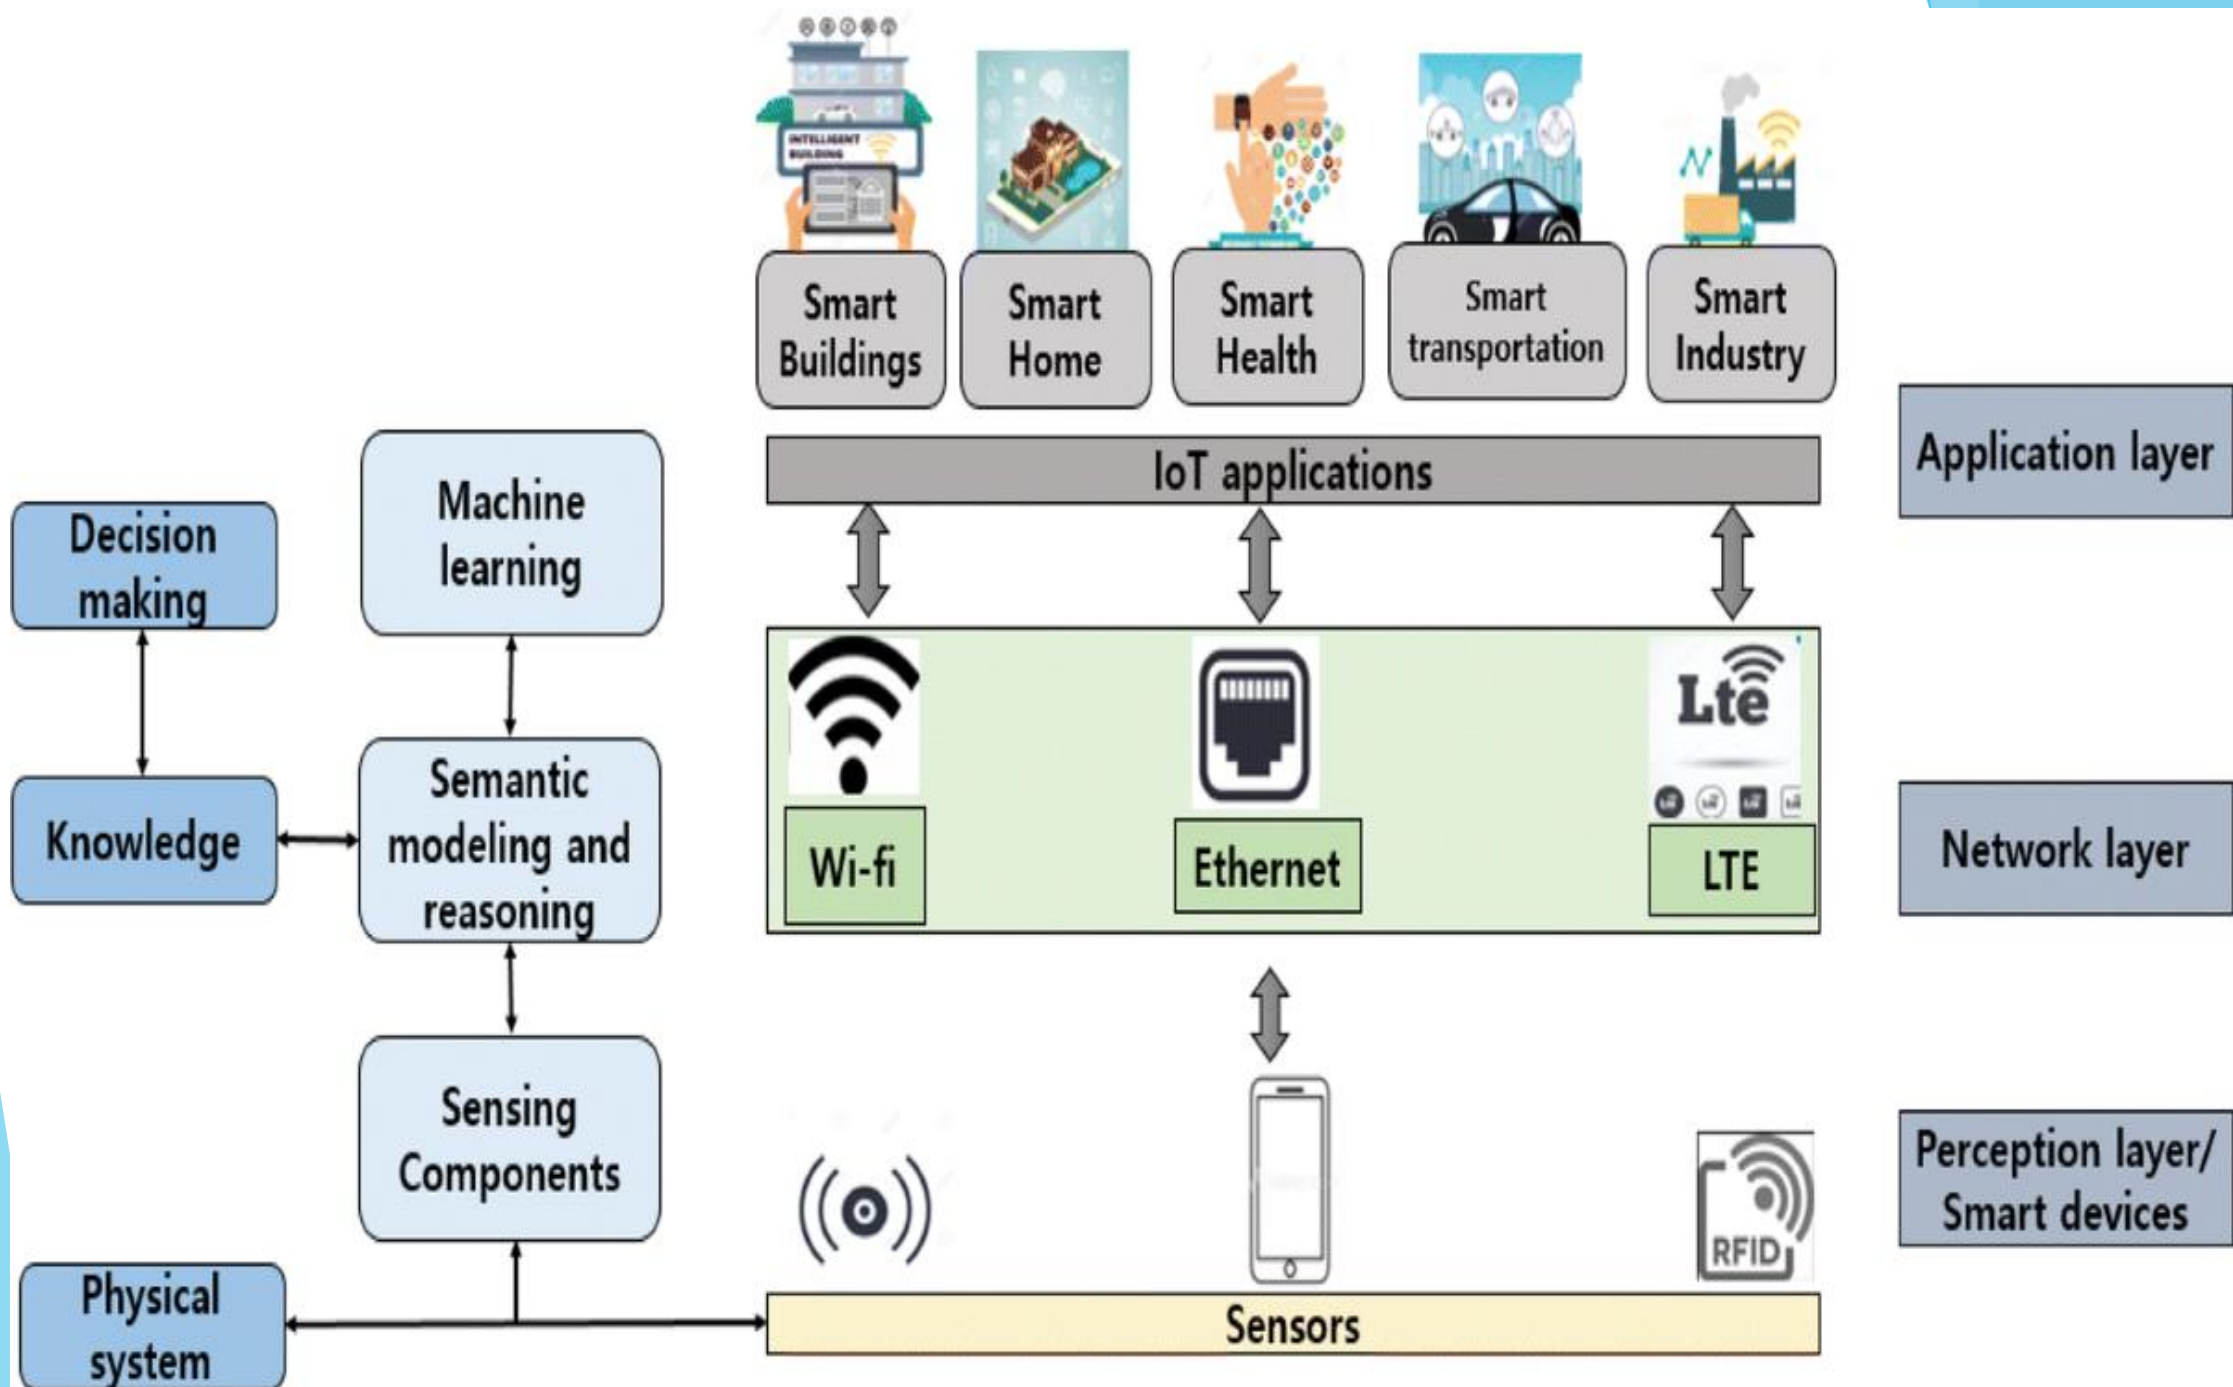 INTELLIGENT
BUILDING
Smart
Buildings
Smart
Home
Smart
Health
Smart
transportation
Smart
Industry
IoT applications
Application layer
Machine
learning
Decision
making
Lte
Semantic
modeling and
reasoning
Knowledge
Wi-fi
Ethernet
LTE
Network layer
Sensing
Components
RFID
Perception layer/
Smart devices
Physical
system
Sensors